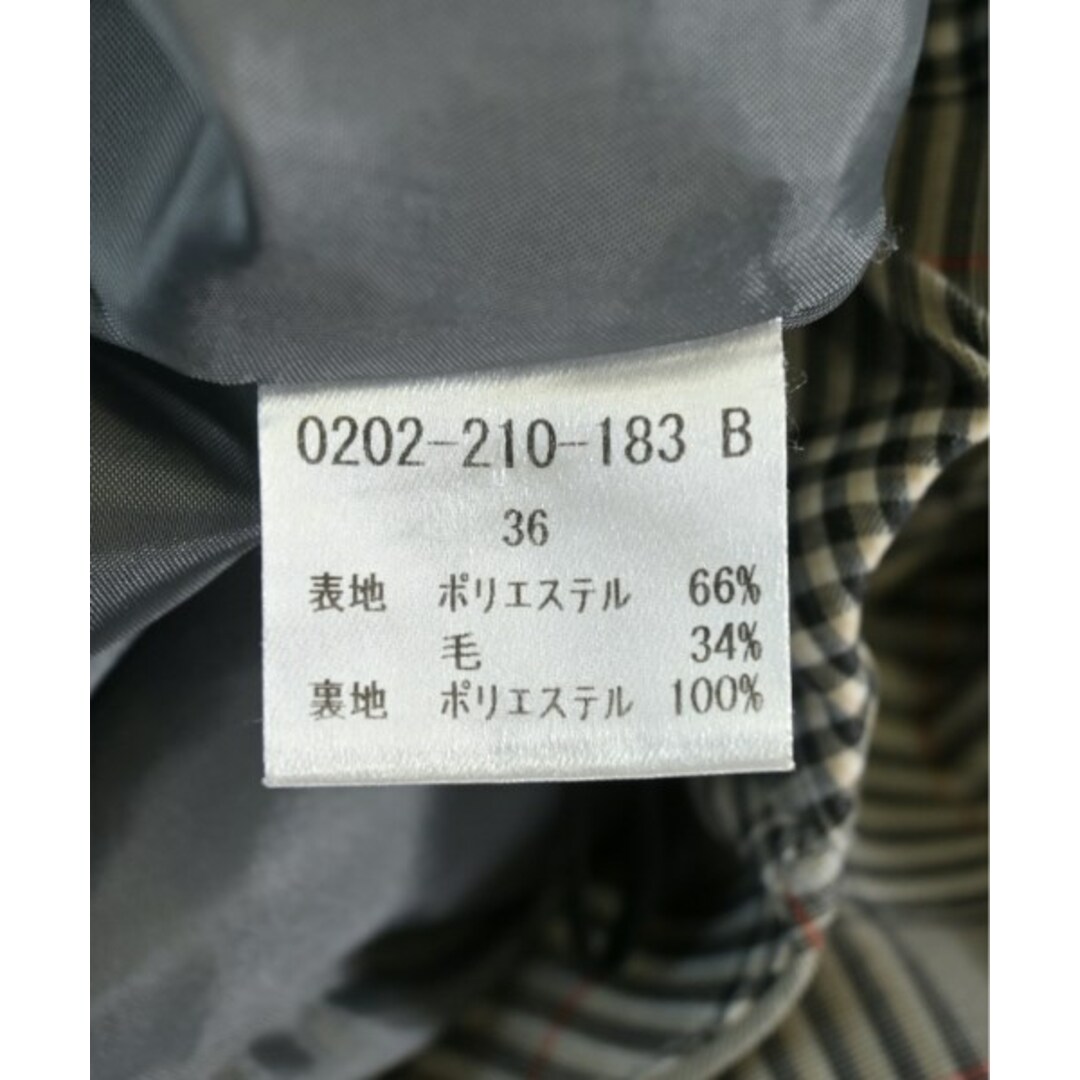 0202-210-183 B
36
表地 ポリエステル 66%
毛 34%
裏地 ポリエステル 100%